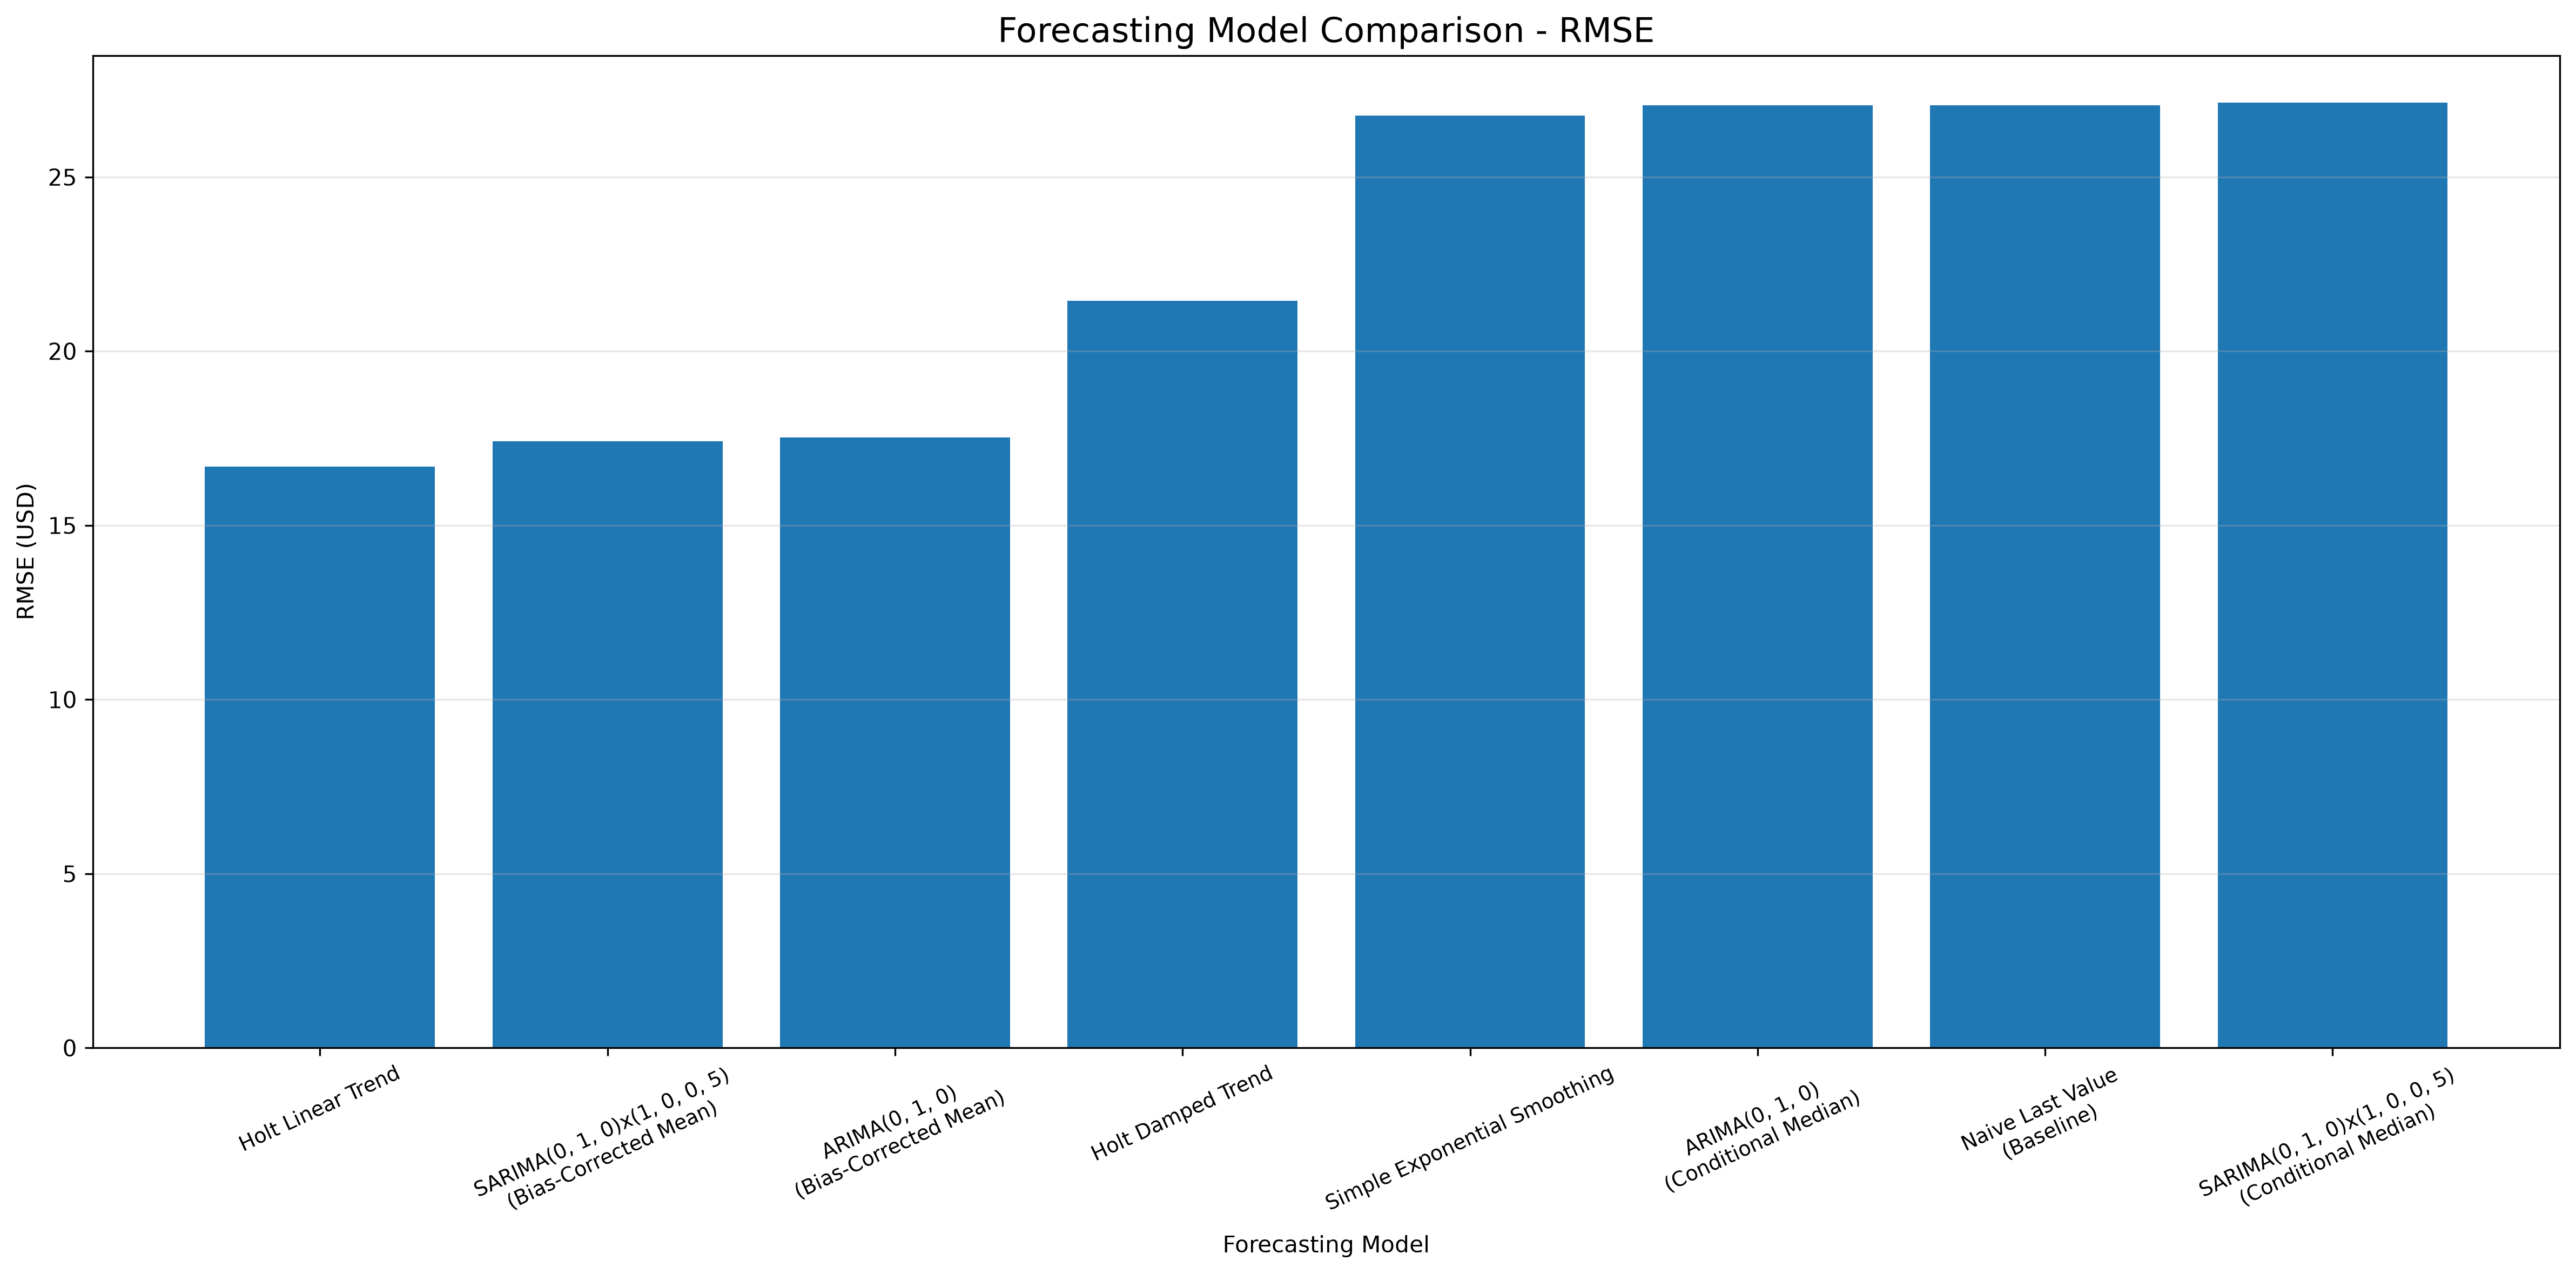 Forecasting Model Comparison - RMSE
RMSE (USD)
25
20
15
10
5
0
Holt Linear Trend
SARIMA(0, 1, 0)x(1, 0, 0, 5)
(Bias-Corrected Mean)
ARIMA(0, 1, 0)
(Bias-Corrected Mean)
Holt Damped Trend
Simple Exponential Smoothing
ARIMA(0, 1, 0)
(Conditional Median)
Naive Last Value
(Baseline)
SARIMA(0, 1, 0)x(1, 0, 0, 5)
(Conditional Median)
Forecasting Model